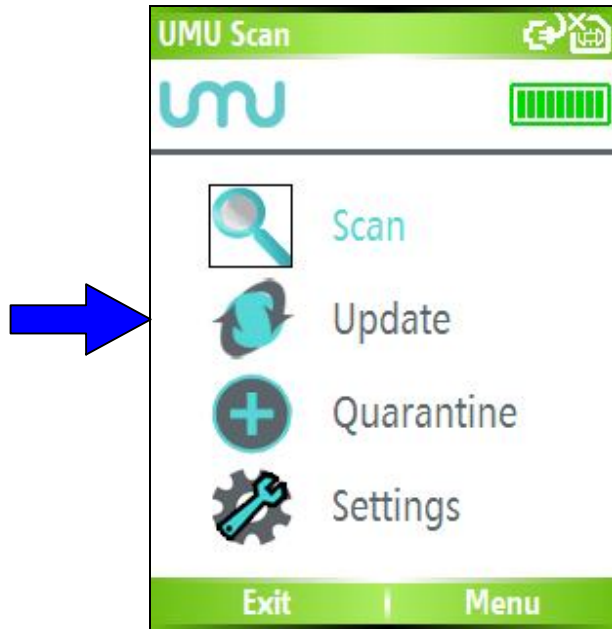 UMU Scan
umu
Scan
Update
Quarantine
Settings
Exit
Menu